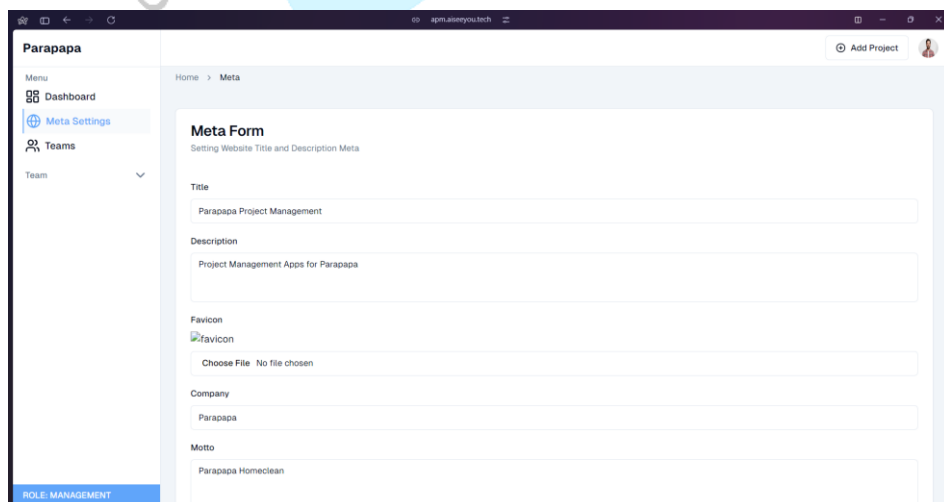 apm.aiseeyou.tech
Parapapa
Add Project
Menu
Dashboard
Meta Settings
Teams
Team
ROLE: MANAGEMENT
Home > Meta
Meta Form
Setting Website Title and Description Meta
Title
Parapapa Project Management
Description
Project Management Apps for Parapapa
Favicon
favicon
Choose File No file chosen
Company
Parapapa
Motto
Parapapa Homeclean